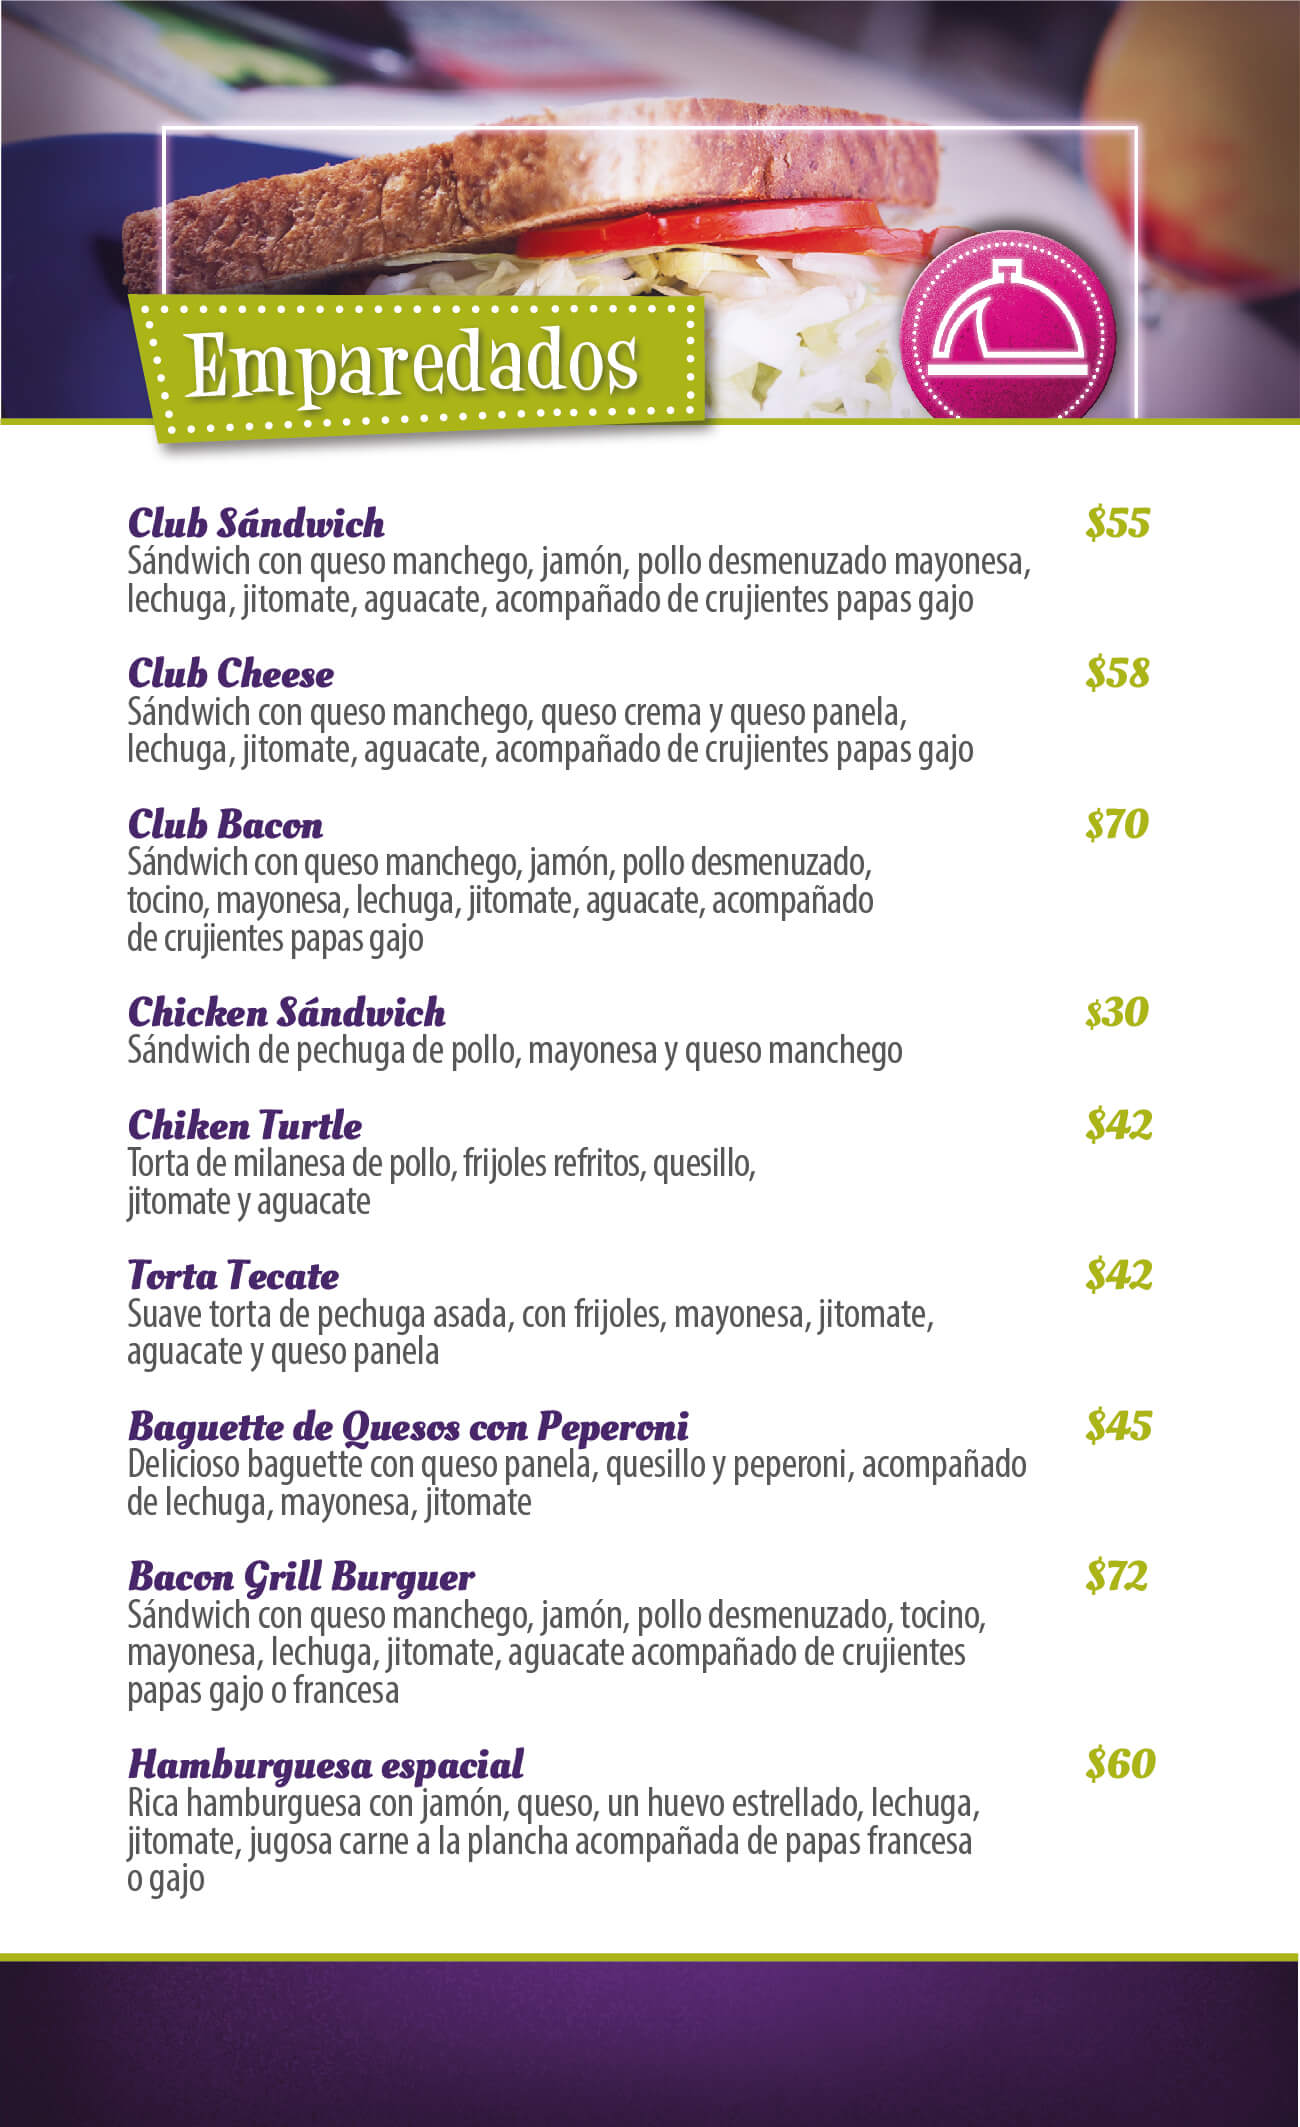 Emparedados
Club Sándwich $55
Sándwich con queso manchego, jamón, pollo desmenuzado mayonesa,
lechuga, jitomate, aguacate, acompañado de crujientes papas gajo
Club Cheese $58
Sándwich con queso manchego, queso crema y queso panela,
lechuga, jitomate, aguacate, acompañado de crujientes papas gajo
Club Bacon $70
Sándwich con queso manchego, jamón, pollo desmenuzado,
tocino, mayonesa, lechuga, jitomate, aguacate, acompañado
de crujientes papas gajo
Chicken Sándwich $30
Sándwich de pechuga de pollo, mayonesa y queso manchego
Chiken Turtle $42
Torta de milanesa de pollo, frijoles refritos, quesillo,
jitomate y aguacate
Torta Tecate $42
Suave torta de pechuga asada, con frijoles, mayonesa, jitomate,
aguacate y queso panela
Baguette de Quesos con Peperoni $45
Delicioso baguette con queso panela, quesillo y peperoni, acompañado
de lechuga, mayonesa, jitomate
Bacon Grill Burguer $72
Sándwich con queso manchego, jamón, pollo desmenuzado, tocino,
mayonesa, lechuga, jitomate, aguacate acompañado de crujientes
papas gajo o francesa
Hamburguesa espacial $60
Rica hamburguesa con jamón, queso, un huevo estrellado, lechuga,
jitomate, jugosa carne a la plancha acompañada de papas francesa
o gajo